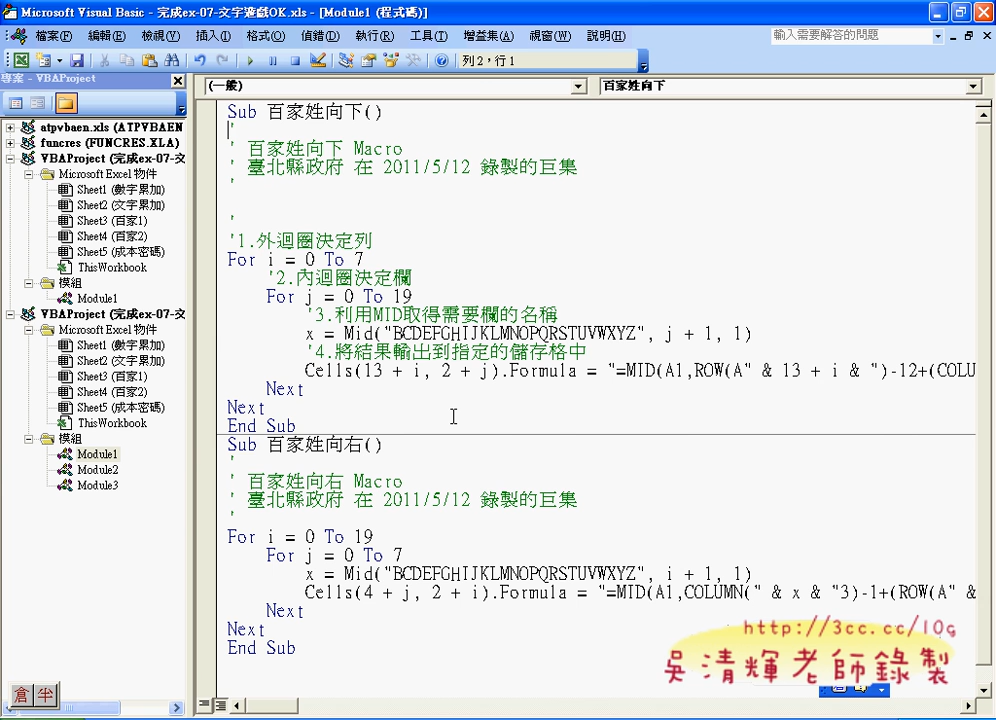 Microsoft Visual Basic - 完成ex-07-文字遊戲OK.xls - [Module1 (程式碼)]
檔案(F) 編輯(E) 檢視(V) 插入(I) 格式(O) 偵錯(D) 執行(R) 工具(T) 增益集(A) 視窗(W) 說明(H) 輸入需要解答的問題
列 2，行 1
專案 - VBAProject
(一般) 百家姓向下
atpvbaen.xls (ATPVBAEN
funcres (FUNCRES.XLA)
VBAProject (完成ex-07-文
Microsoft Excel 物件
Sheet1 (數字累加)
Sheet2 (文字累加)
Sheet3 (百家1)
Sheet4 (百家2)
Sheet5 (成本密碼)
ThisWorkbook
模組
Module1
VBAProject (完成ex-07-文
Microsoft Excel 物件
Sheet1 (數字累加)
Sheet2 (文字累加)
Sheet3 (百家1)
Sheet4 (百家2)
Sheet5 (成本密碼)
ThisWorkbook
模組
Module1
Module2
Module3
Sub 百家姓向下()
'
' 百家姓向下 Macro
' 臺北縣政府 在 2011/5/12 錄製的巨集
'
'
'1.外迴圈決定列
For i = 0 To 7
'2.內迴圈決定欄
For j = 0 To 19
'3.利用MID取得需要欄的名稱
x = Mid("BCDEFGHIJKLMNOPQRSTUVWXYZ", j + 1, 1)
'4.將結果輸出到指定的儲存格中
Cells(13 + i, 2 + j).Formula = "=MID(A1,ROW(A" & 13 + i & ")-12+(COLU
Next
Next
End Sub
Sub 百家姓向右()
'
' 百家姓向右 Macro
' 臺北縣政府 在 2011/5/12 錄製的巨集
'
For i = 0 To 19
For j = 0 To 7
x = Mid("BCDEFGHIJKLMNOPQRSTUVWXYZ", i + 1, 1)
Cells(4 + j, 2 + i).Formula = "=MID(A1,COLUMN(" & x & "3)-1+(ROW(A" &
Next
Next
End Sub
http://3cc.cc/10g
吳清輝老師錄製
倉 半